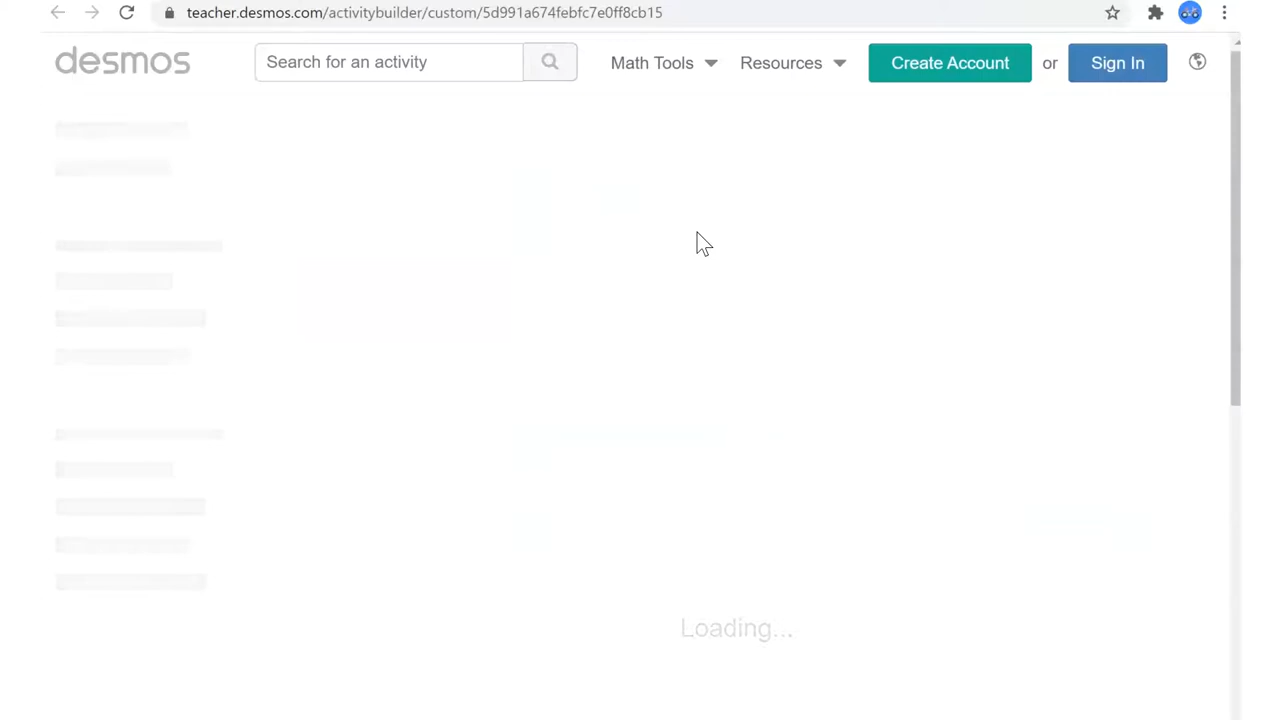 teacher.desmos.com/activitybuilder/custom/5d991a674febfc7e0ff8cb15
desmos
Search for an activity
Math Tools
Resources
Create Account
or
Sign In
Loading...